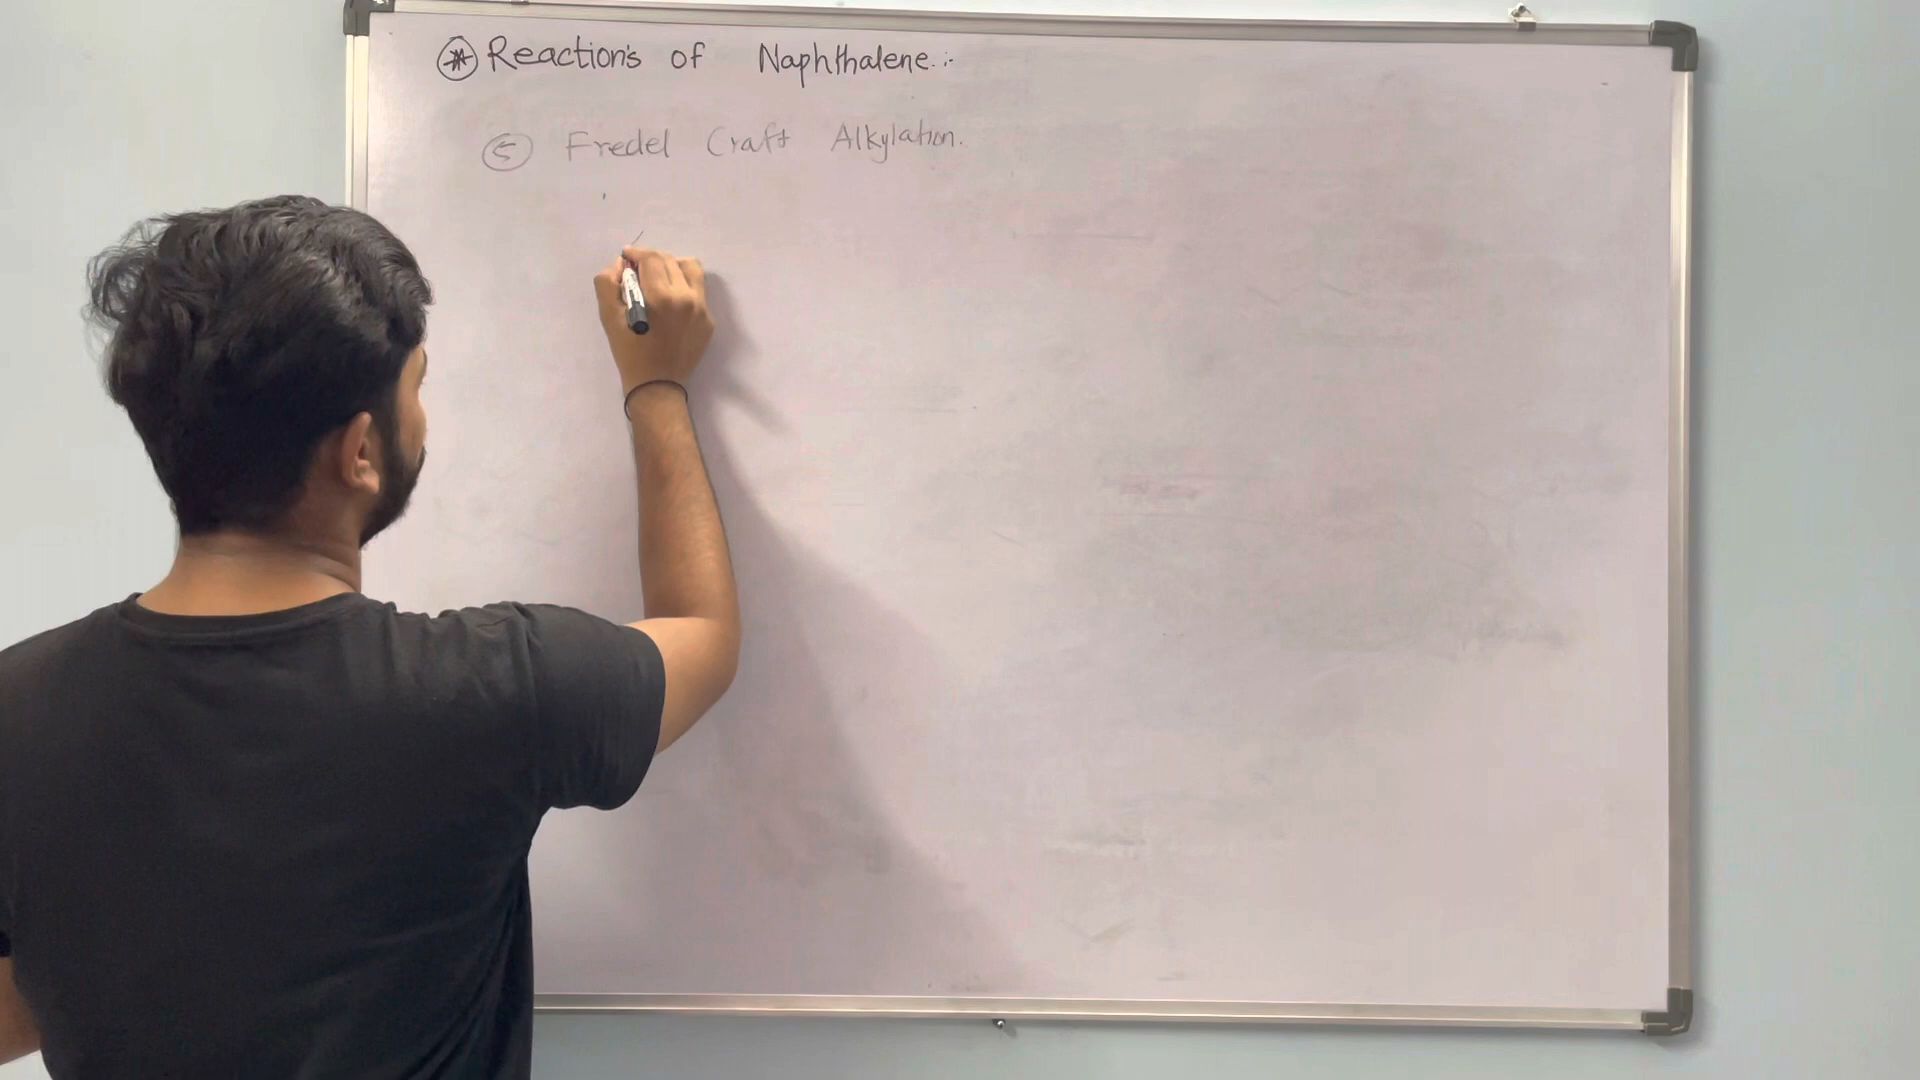 * Reaction's of Naphthalene :-
5 Fredel Craft Alkylation.